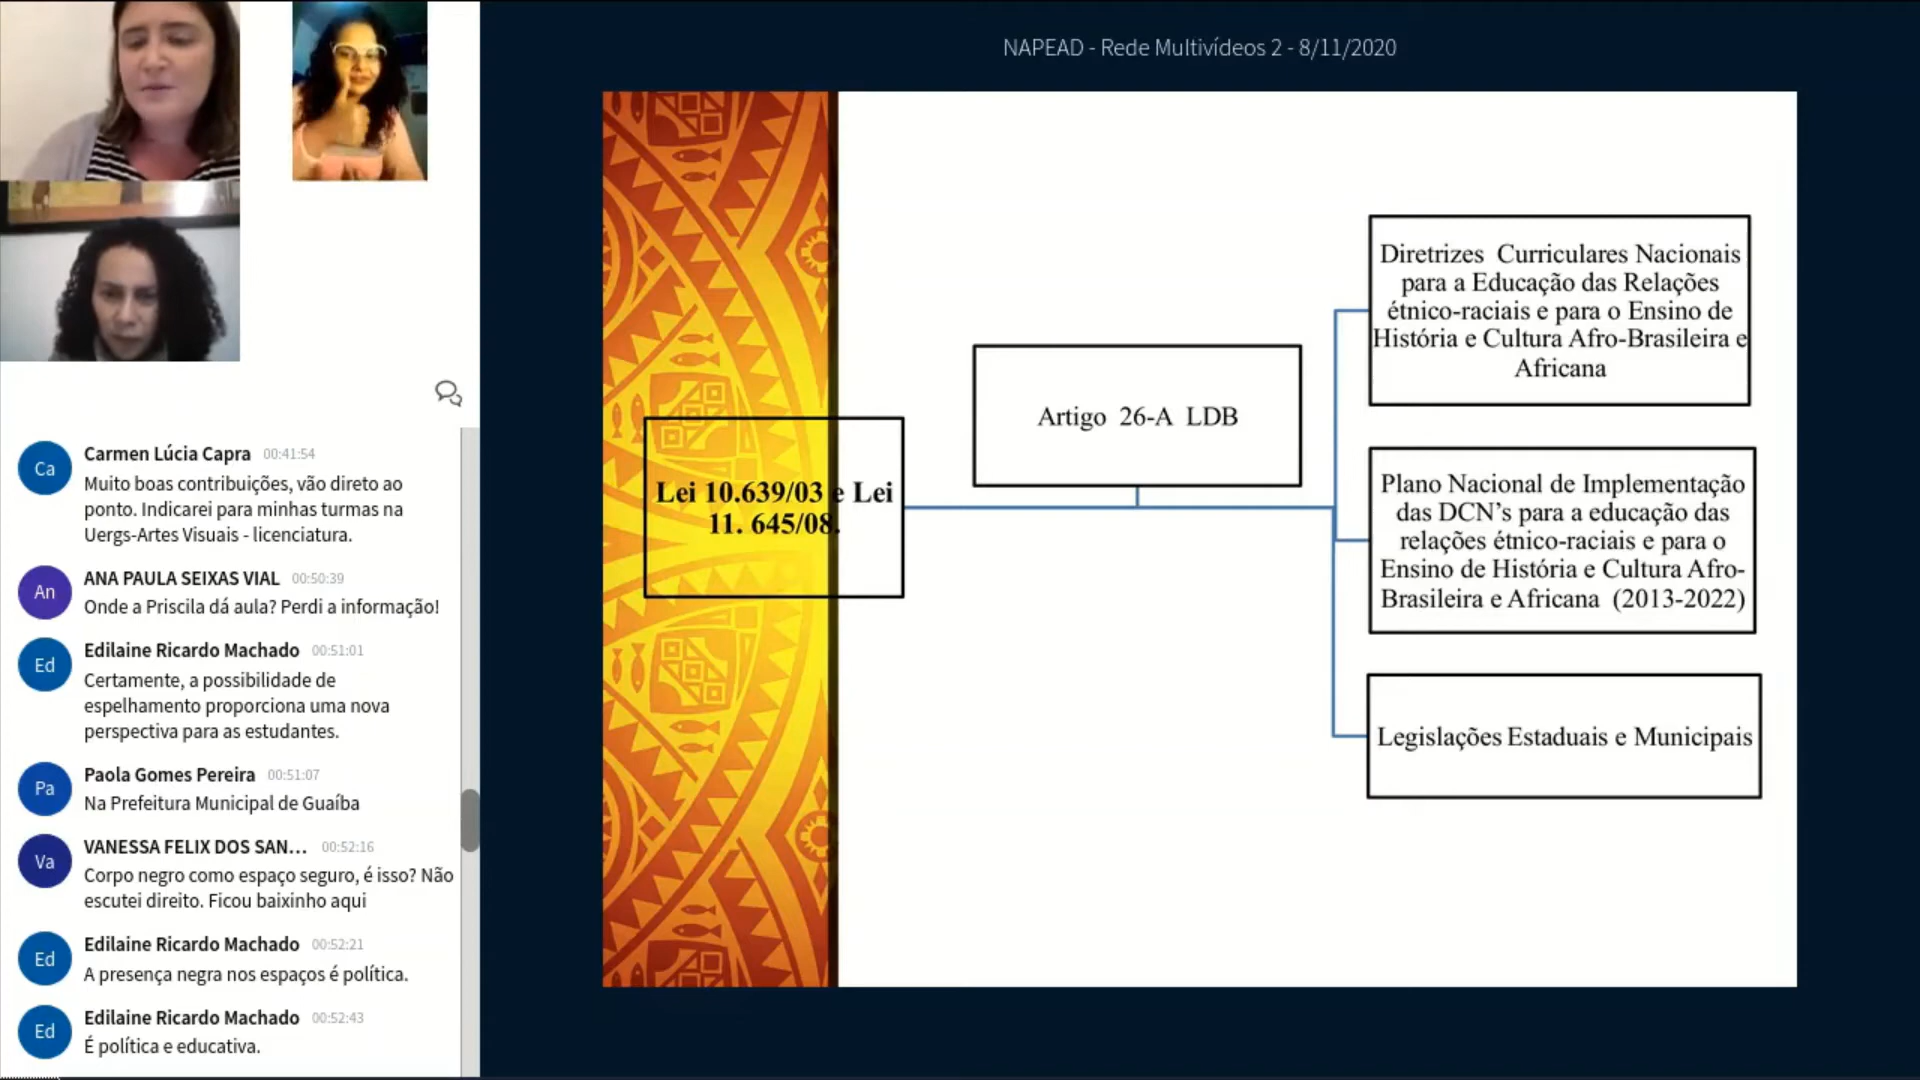 NAPEAD - Rede Multivídeos 2 - 8/11/2020
Ca
Carmen Lúcia Capra 00:41:54
Muito boas contribuições, vão direto ao
ponto. Indicarei para minhas turmas na
Uergs-Artes Visuais - licenciatura.
An
ANA PAULA SEIXAS VIAL 00:50:39
Onde a Priscila dá aula? Perdi a informação!
Ed
Edilaine Ricardo Machado 00:51:01
Certamente, a possibilidade de
espelhamento proporciona uma nova
perspectiva para as estudantes.
Pa
Paola Gomes Pereira 00:51:07
Na Prefeitura Municipal de Guaíba
Va
VANESSA FELIX DOS SAN... 00:52:16
Corpo negro como espaço seguro, é isso? Não
escutei direito. Ficou baixinho aqui
Ed
Edilaine Ricardo Machado 00:52:21
A presença negra nos espaços é política.
Ed
Edilaine Ricardo Machado 00:52:43
É política e educativa.
Lei 10.639/03 e Lei
11. 645/08.
Artigo 26-A LDB
Diretrizes Curriculares Nacionais
para a Educação das Relações
étnico-raciais e para o Ensino de
História e Cultura Afro-Brasileira e
Africana
Plano Nacional de Implementação
das DCN's para a educação das
relações étnico-raciais e para o
Ensino de História e Cultura Afro-
Brasileira e Africana (2013-2022)
Legislações Estaduais e Municipais